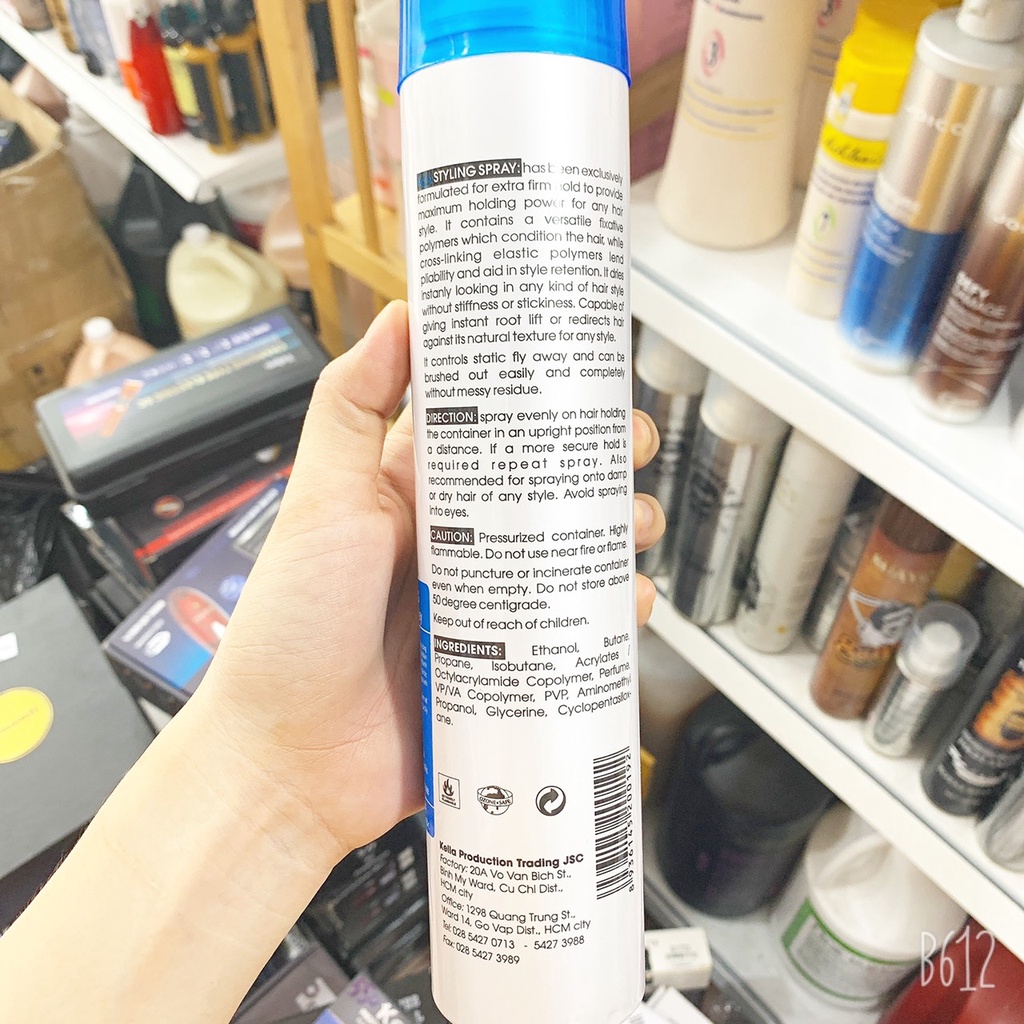 STYLING SPRAY: has been exclusively
formulated for extra firm hold to provide
maximum holding power for any hair
style. It contains a versatile fixative
polymers which condition the hair, while
cross-linking elastic polymers lend
pliability and aid in style retention. It dries
instanly looking in any kind of hair style
without stiffness or stickiness. Capable of
giving instant root lift or redirects hair
against its natural texture for any style.
It controls static fly away and can be
brushed out easily and completely
without messy residue.
DIRECTION: spray evenly on hair holding
the container in an upright position from
a distance. If a more secure hold is
required repeat spray. Also
recommended for spraying onto damp
or dry hair of any style. Avoid spraying
into eyes.
CAUTION: Pressurized container. Highly
flammable. Do not use near fire or flame.
Do not puncture or incinerate container
even when empty. Do not store above
50 degree centigrade.
Keep out of reach of children.
INGREDIENTS: Ethanol, Butane,
Propane, Isobutane, Acrylates /
Octylacrylamide Copolymer, Perfume,
VP/VA Copolymer, PVP, Aminomethyl
Propanol, Glycerine, Cyclopentasilox-
ane.
OZONE-SAFE
8 936145 200192
Kella Production Trading JSC
Factory: 20A Vo Van Bich St.,
Binh My Ward, Cu Chi Dist.,
HCM city
Office: 1298 Quang Trung St.,
Ward 14, Go Vap Dist., HCM city
Tel: 028 5427 0713 - 5427 3988
Fax: 028 5427 3989
B612